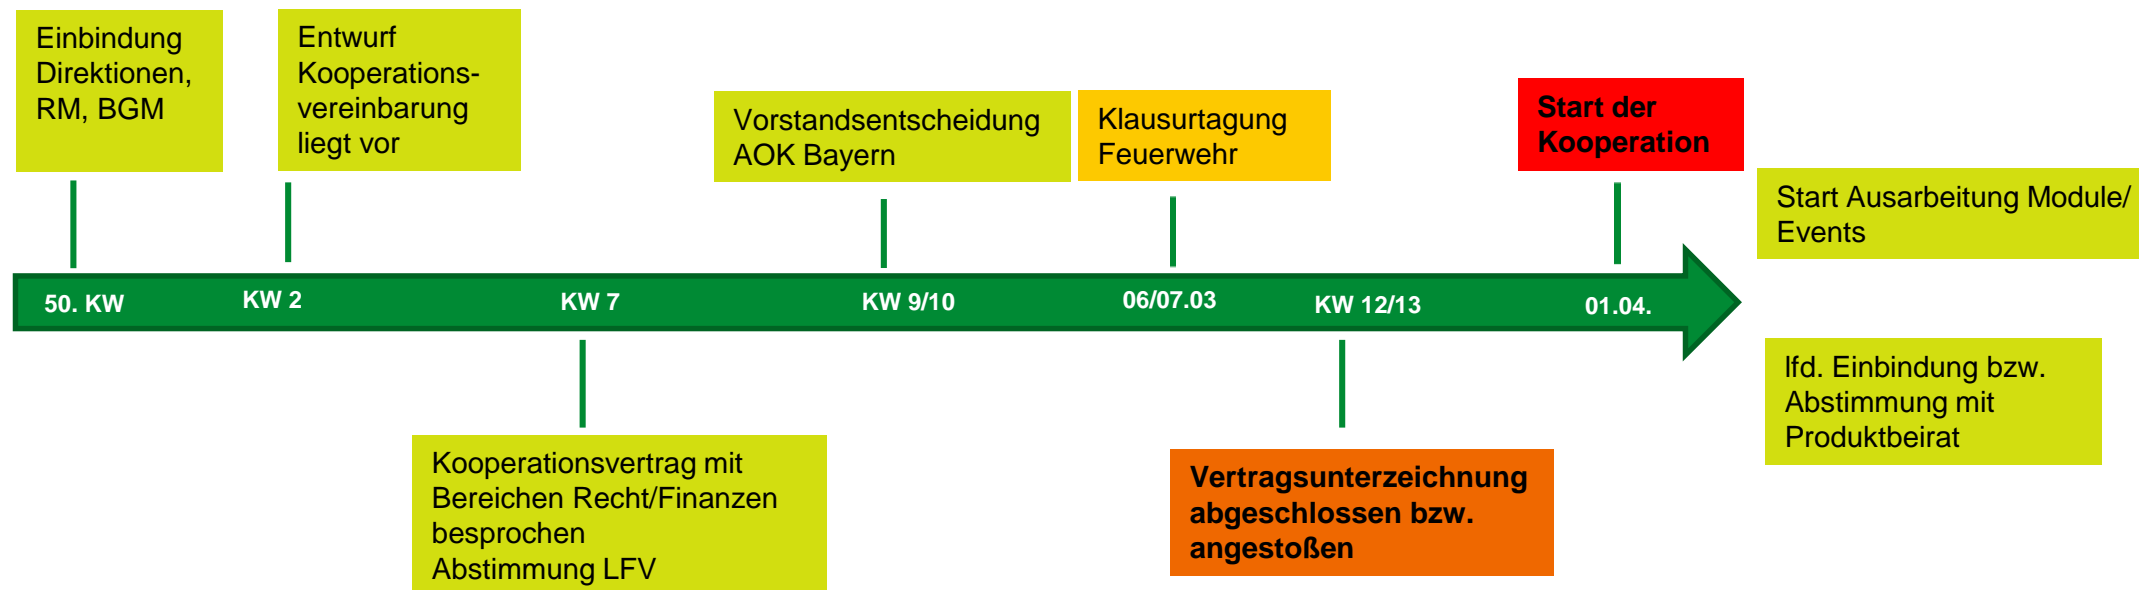 Einbindung
Direktionen,
RM, BGM
Entwurf
Kooperations-
vereinbarung
liegt vor
Vorstandsentscheidung
AOK Bayern
Klausurtagung
Feuerwehr
Start der
Kooperation
Start Ausarbeitung Module/
Events
50. KW
KW 2
KW 7
KW 9/10
06/07.03
KW 12/13
01.04.
Kooperationsvertrag mit
Bereichen Recht/Finanzen
besprochen
Abstimmung LFV
Vertragsunterzeichnung
abgeschlossen bzw.
angestoßen
lfd. Einbindung bzw.
Abstimmung mit
Produktbeirat